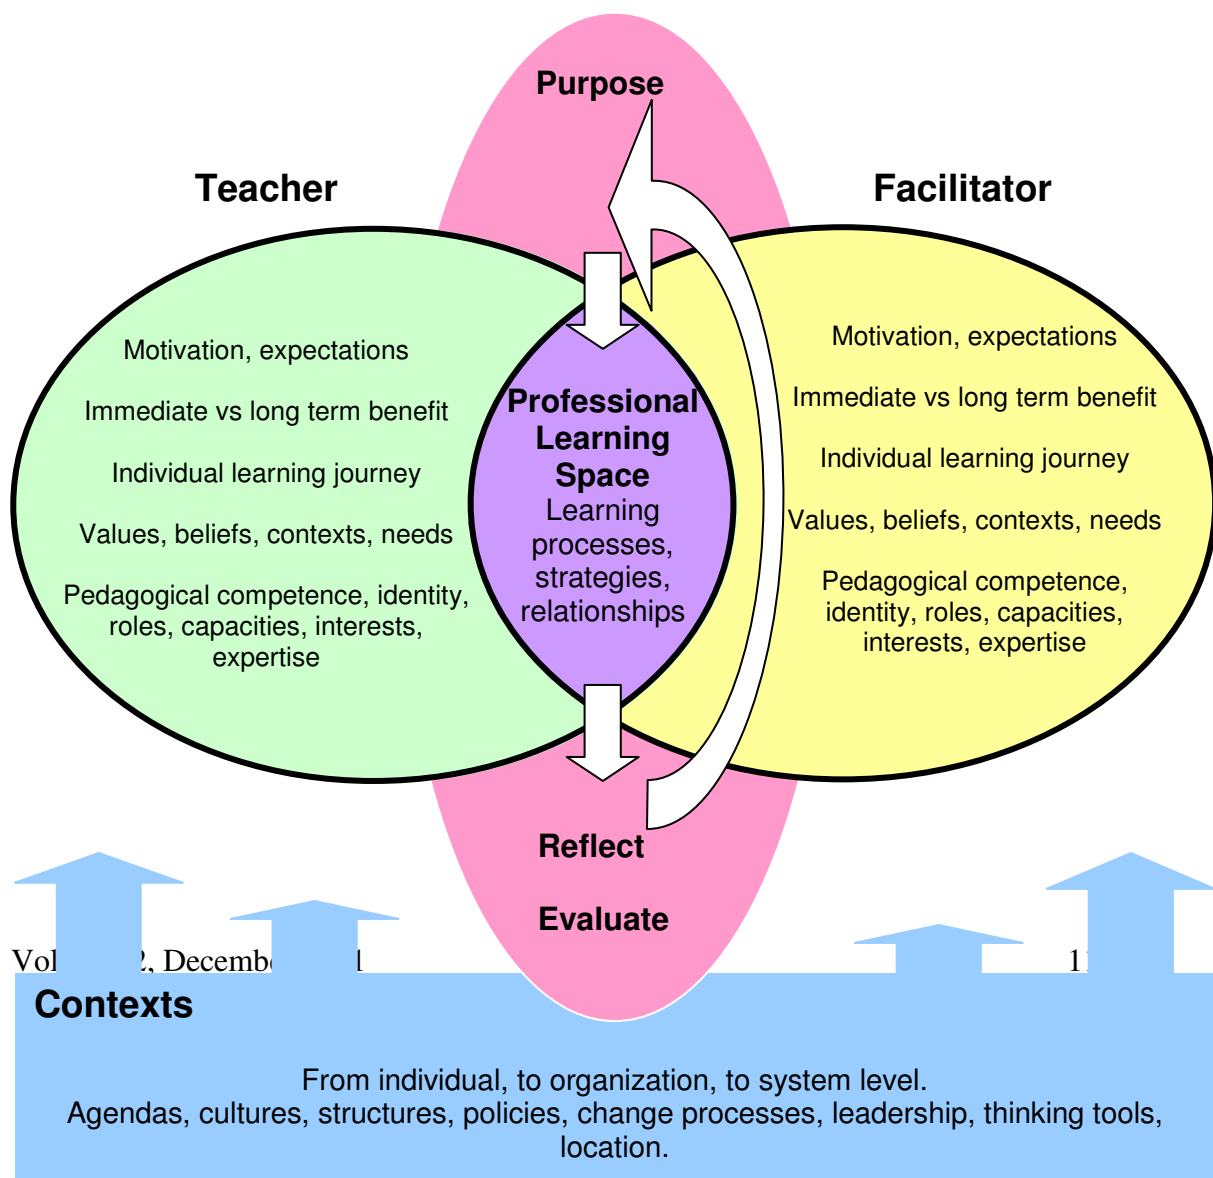 Purpose
Teacher
Facilitator
Motivation, expectations
Immediate vs long term benefit
Individual learning journey
Values, beliefs, contexts, needs
Pedagogical competence, identity,
roles, capacities, interests,
expertise
Professional
Learning
Space
Learning
processes,
strategies,
relationships
Motivation, expectations
Immediate vs long term benefit
Individual learning journey
Values, beliefs, contexts, needs
Pedagogical competence,
identity, roles, capacities,
interests, expertise
Reflect
Evaluate
Contexts
From individual, to organization, to system level.
Agendas, cultures, structures, policies, change processes, leadership, thinking tools,
location.